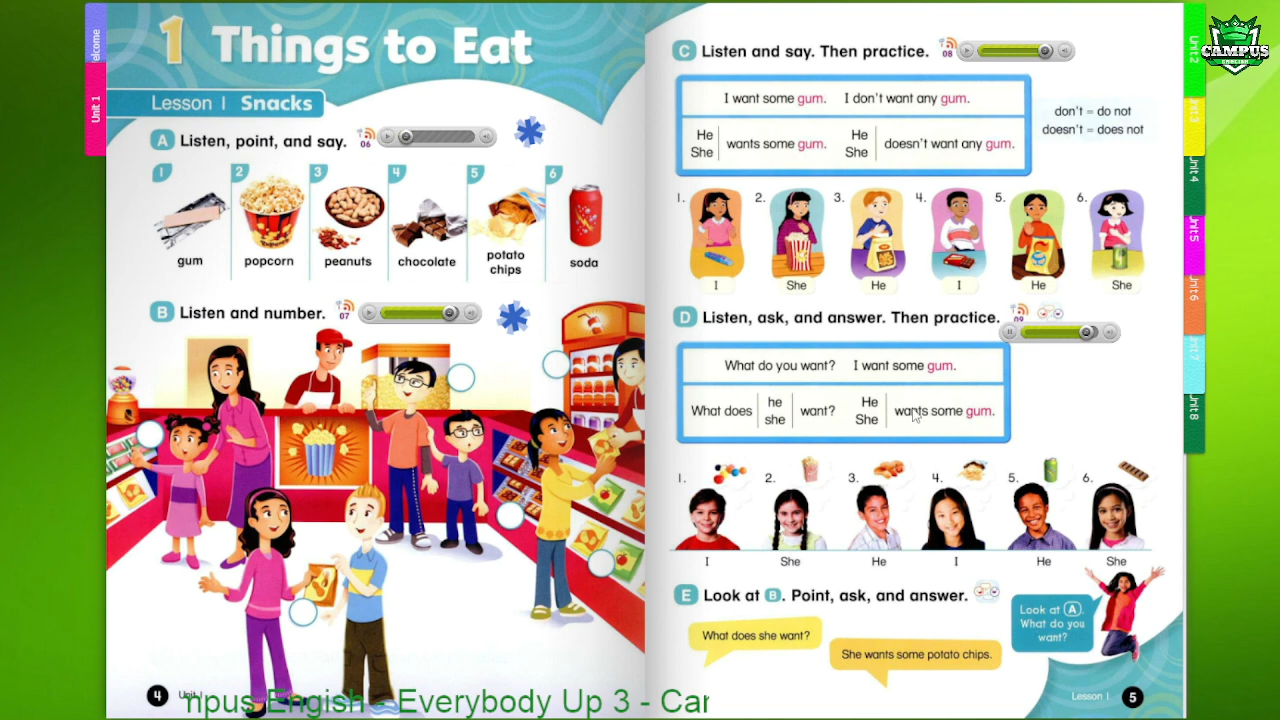 1 Things to Eat
Lesson 1 Snacks
A Listen, point, and say.
06
1 2 3 4 5 6
gum popcorn peanuts chocolate potato chips soda
B Listen and number.
07
4 Unit 1
elcome
Unit 1
C Listen and say. Then practice.
08
I want some gum. I don't want any gum.
He She wants some gum. He She doesn't want any gum.
don't = do not
doesn't = does not
1. 2. 3. 4. 5. 6.
I She He I He She
D Listen, ask, and answer. Then practice.
09
What do you want? I want some gum.
What does he she want? He She wants some gum.
1. 2. 3. 4. 5. 6.
I She He I He She
E Look at B. Point, ask, and answer.
What does she want?
She wants some potato chips.
Look at A.
What do you
want?
Lesson 1 5
Unit 2
Unit 3
Unit 4
Unit 5
Unit 6
Unit 7
Unit 8
CAMPUS
ENGLISH
mpus Engish - Everybody Up 3 - Car